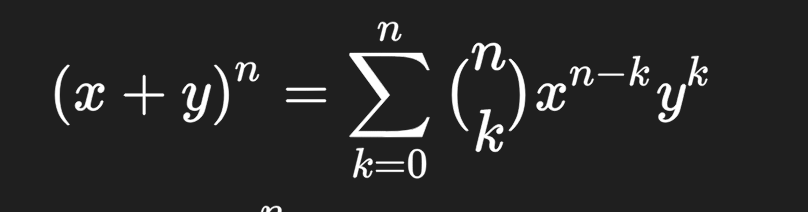 (x + y)^n = \sum_{k=0}^{n} \binom{n}{k} x^{n-k} y^k
n